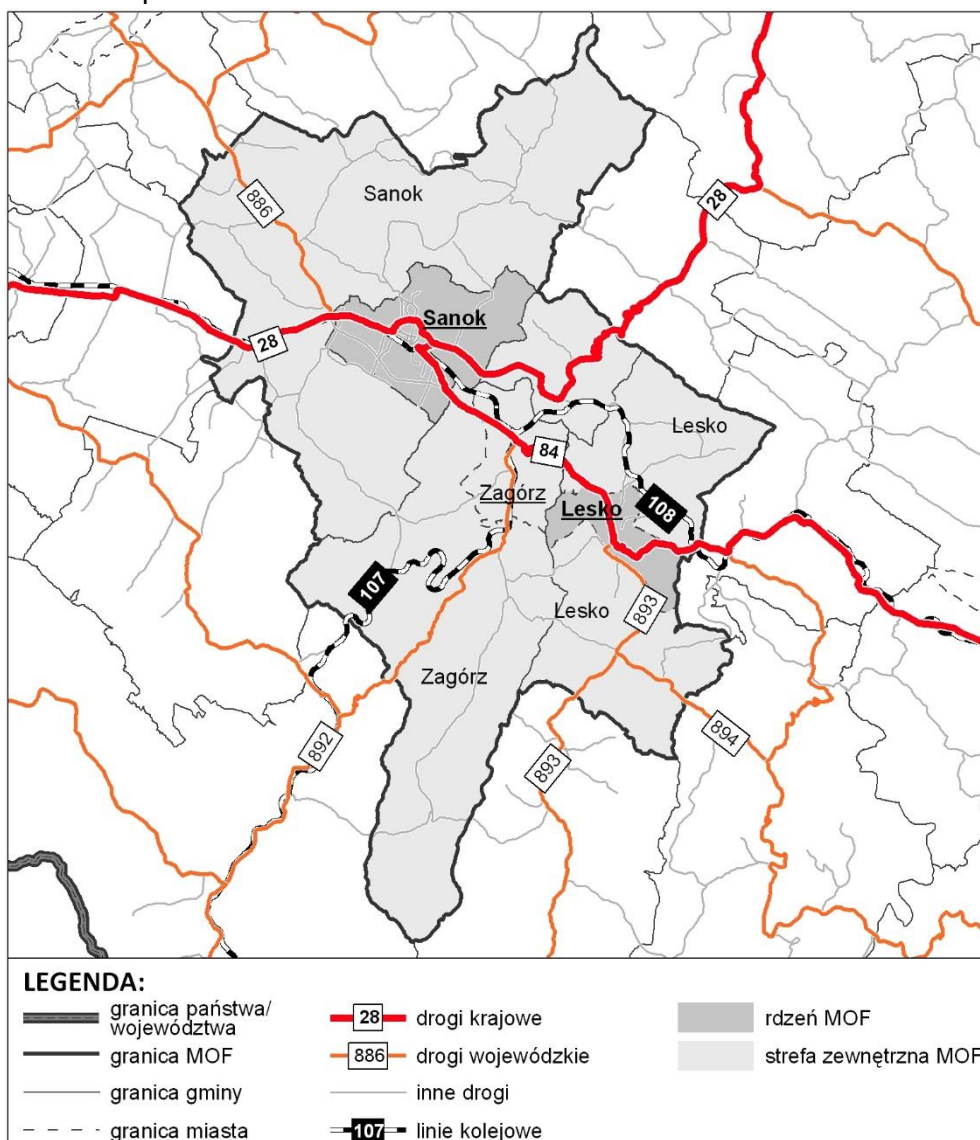 Sanok
886
28
Sanok
28
Lesko
84
Zagórz
Lesko
108
107
893
Lesko
Zagórz
892
893
894
LEGENDA:
granica państwa/
województwa
granica MOF
granica gminy
granica miasta
28 drogi krajowe
886 drogi wojewódzkie
inne drogi
107 linie kolejowe
rdzeń MOF
strefa zewnętrzna MOF